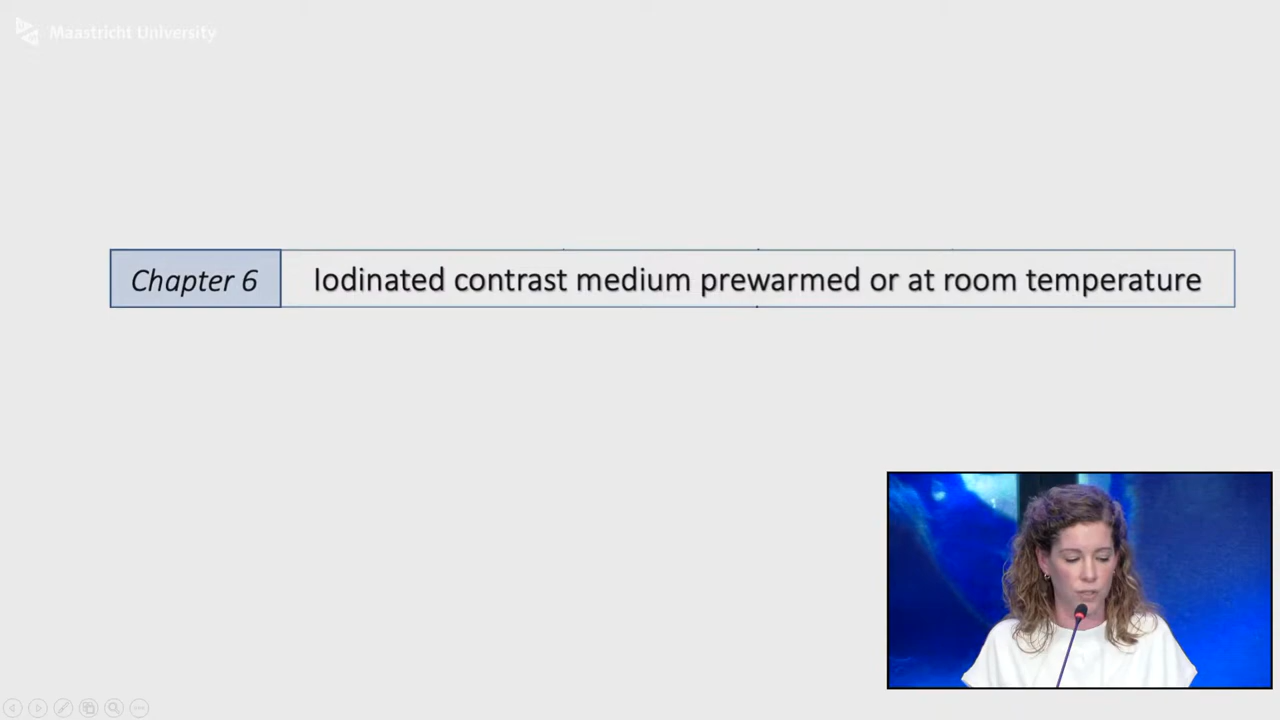 Maastricht University
Chapter 6
Iodinated contrast medium prewarmed or at room temperature